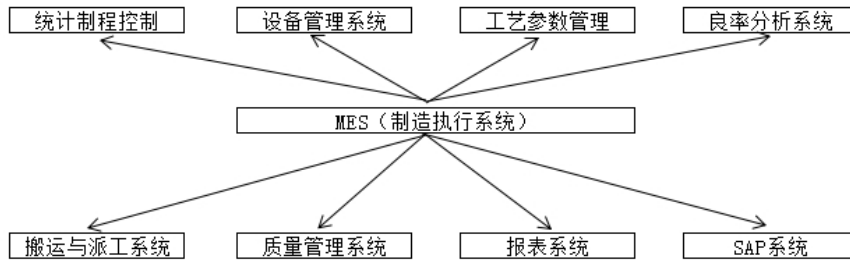 统计制程控制
设备管理系统
工艺参数管理
良率分析系统
MES（制造执行系统）
搬运与派工系统
质量管理系统
报表系统
SAP系统